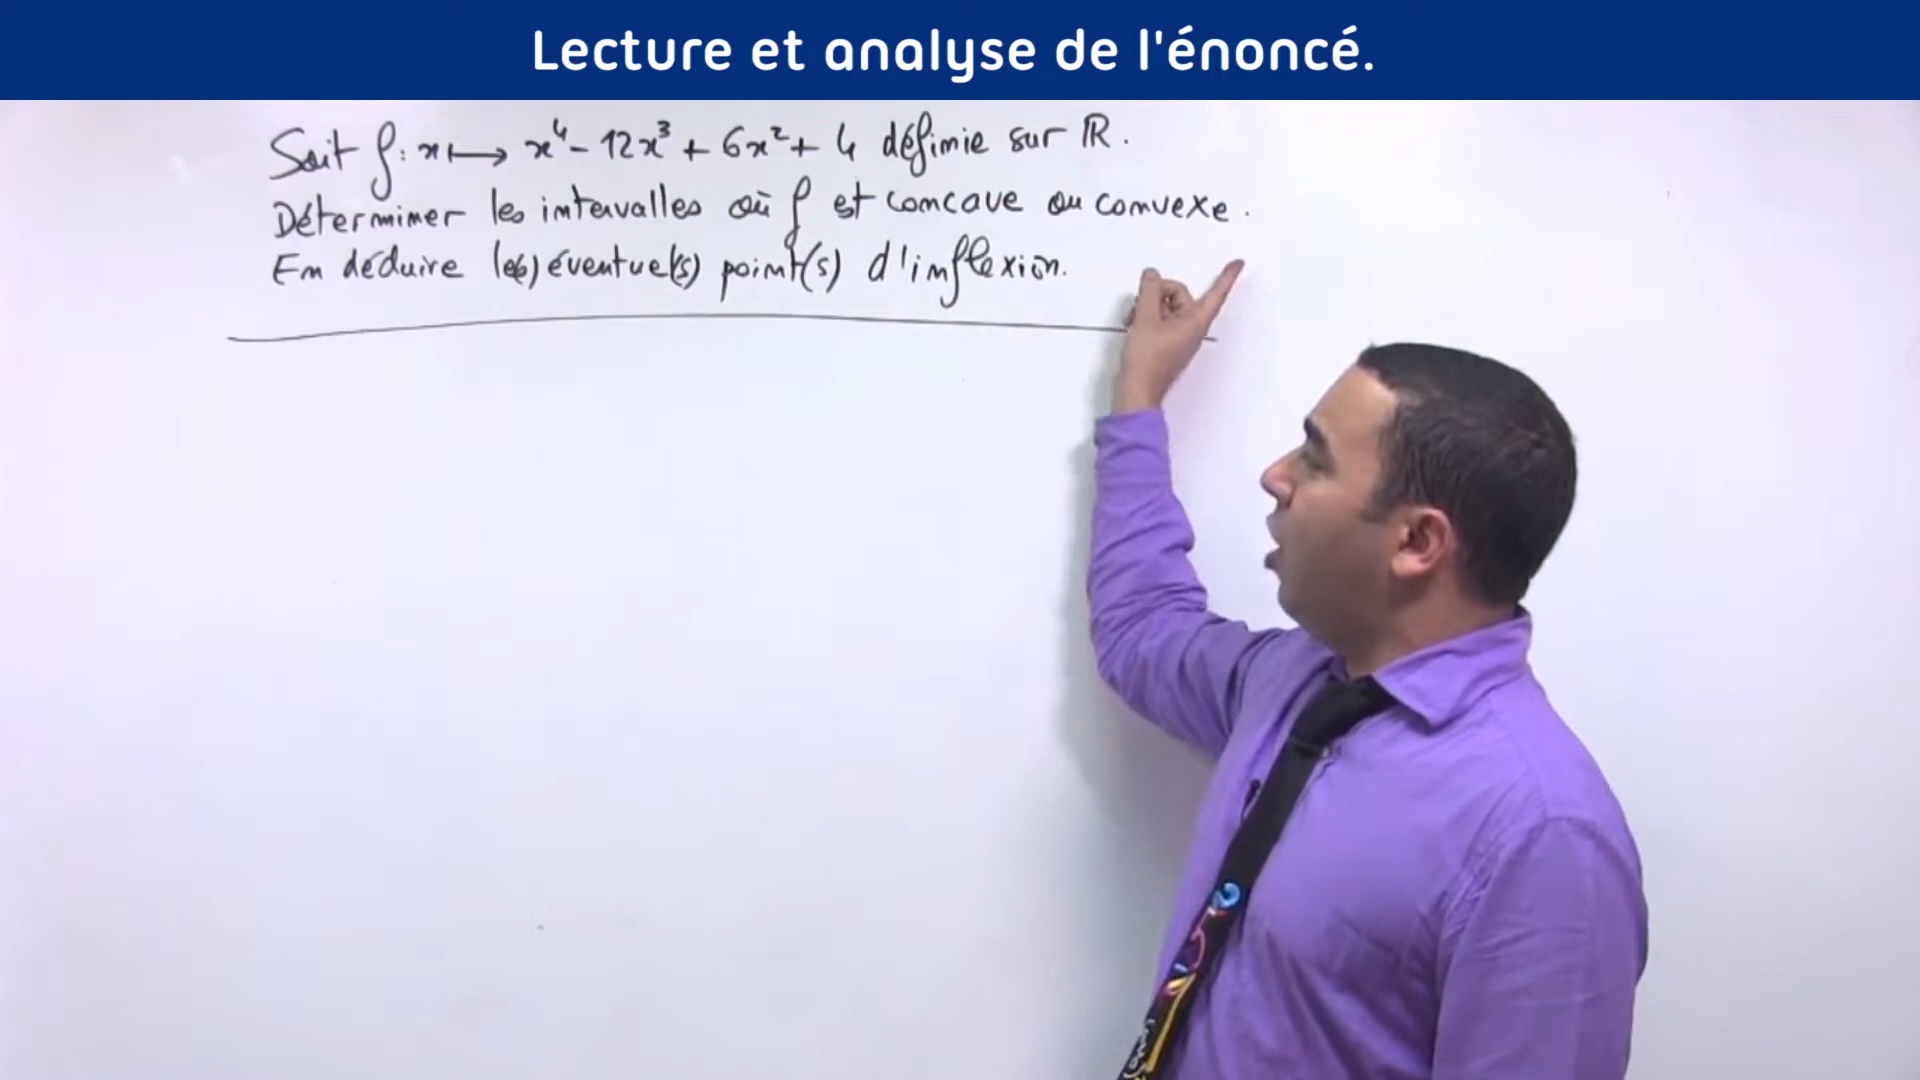 Lecture et analyse de l'énoncé.
Soit f: x ⟼ x⁴ - 12x³ + 6x² + 4 définie sur ℝ.
Déterminer les intervalles où f est concave ou convexe.
En déduire le(s) éventuel(s) point(s) d'inflexion.